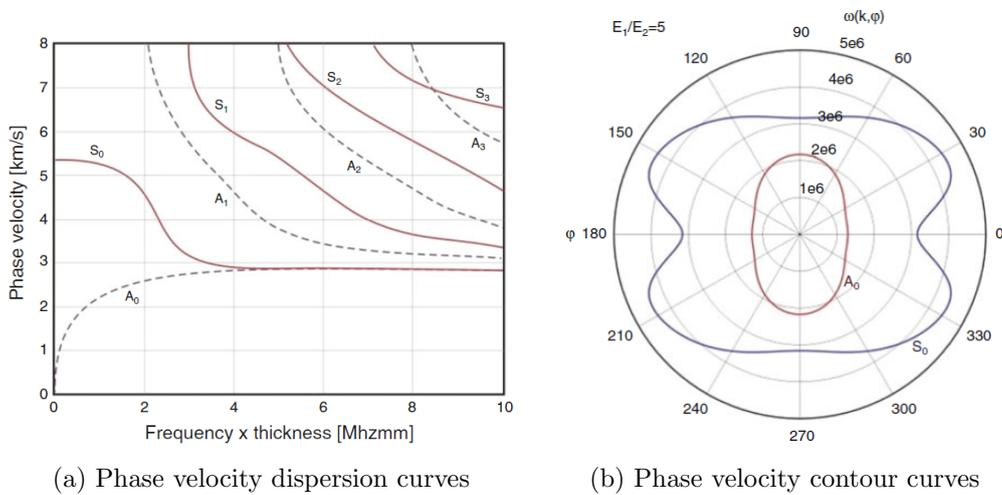 8
7
6
5
4
3
2
1
0
Phase velocity [km/s]
S0
S1
S2
S3
A0
A1
A2
A3
0 2 4 6 8 10
Frequency x thickness [Mhzmm]
(a) Phase velocity dispersion curves
E1/E2=5
ω(k,φ)
90
5e6
120
60
4e6
3e6
150
30
2e6
1e6
φ 180
0
A0
210
330
S0
240
300
270
(b) Phase velocity contour curves